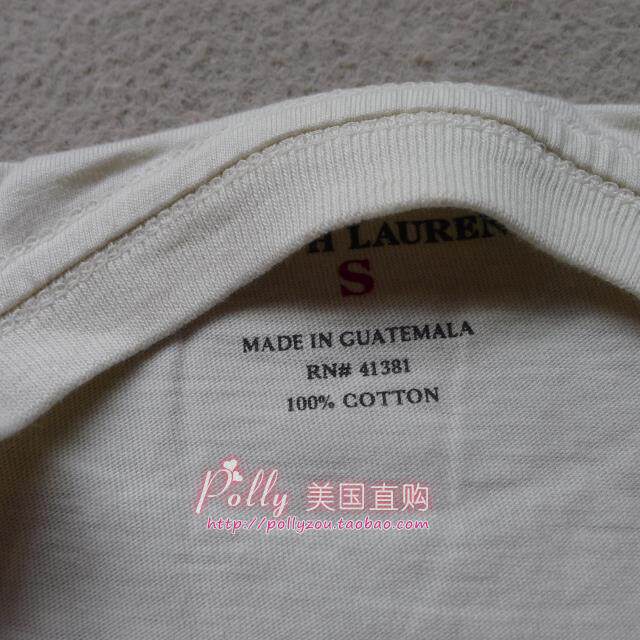 H LAUREN
S
MADE IN GUATEMALA
RN# 41381
100% COTTON
Polly 美国直购
http://pollyzou.taobao.com